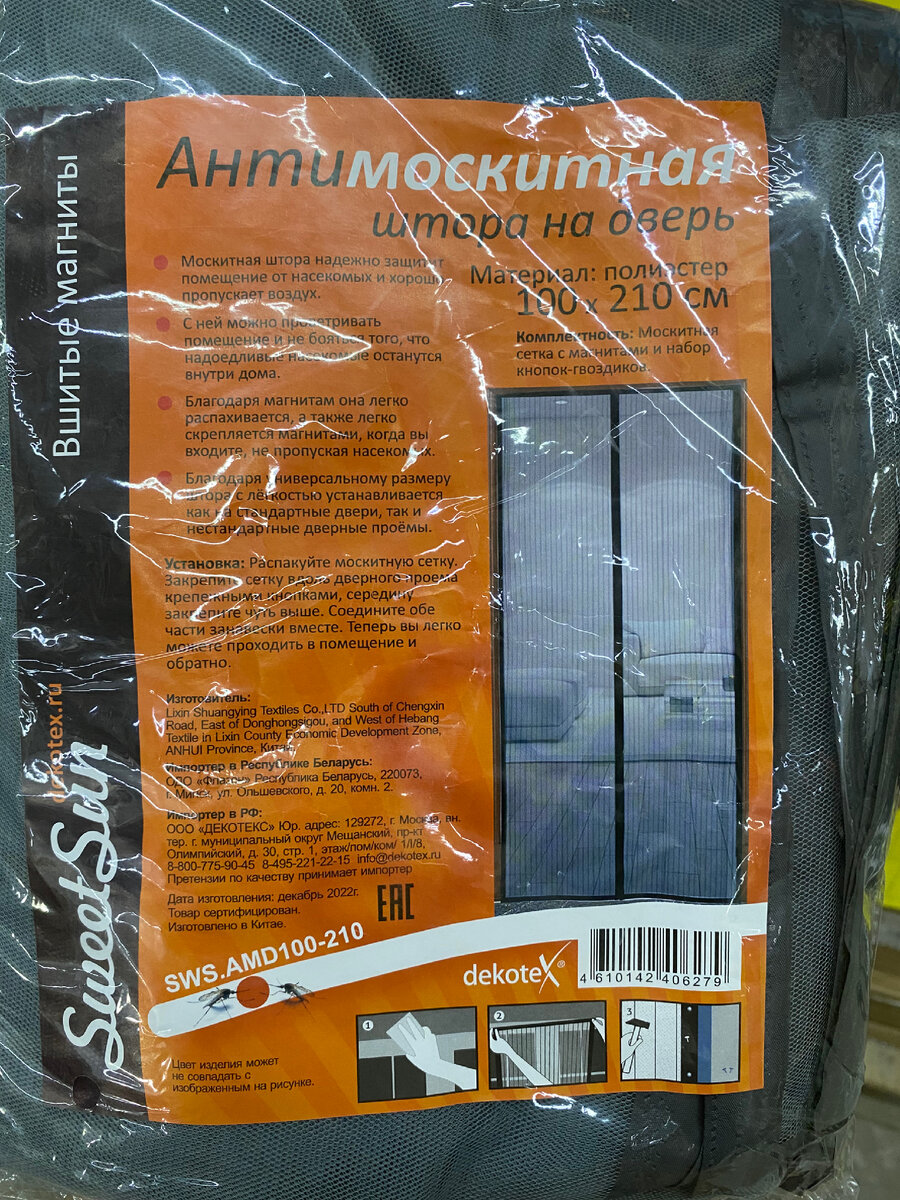 Вшитые магниты
dekotex.ru
SweetSun
Антимоскитная
штора на дверь
Москитная штора надежно защитит
помещение от насекомых и хорошо
пропускает воздух.
С ней можно проветривать
помещение и не бояться того, что
надоедливые насекомые останутся
внутри дома.
Благодаря магнитам она легко
распахивается, а также легко
скрепляется магнитами, когда вы
входите, не пропуская насекомых.
Благодаря универсальному размеру
штора с лёгкостью устанавливается
как на стандартные двери, так и
нестандартные дверные проёмы.
Материал: полиэстер
100 x 210 см
Комплектность: Москитная
сетка с магнитами и набор
кнопок-гвоздиков.
Установка: Распакуйте москитную сетку.
Закрепите сетку вдоль дверного проема
крепежными кнопками, середину
закрепите чуть выше. Соедините обе
части занавески вместе. Теперь вы легко
можете проходить в помещение и
обратно.
Изготовитель:
Lixin Shuangying Textiles Co.,LTD South of Chengxin
Road, East of Donghongsigou, and West of Hebang
Textile in Lixin County Economic Development Zone,
ANHUI Province, Китай,
Импортер в Республике Беларусь:
ОДО Республика Беларусь, 220073,
г. Минск, ул. Ольшевского, д. 20, комн. 2.
Импортер в РФ:
ООО «ДЕКОТЕКС» Юр. адрес: 129272, г. Москва, вн.
тер. г. муниципальный округ Мещанский, пр-кт
Олимпийский, д. 30, стр. 1, этаж/пом/ком/ 1/I/8,
8-800-775-90-45 8-495-221-22-15 info@dekotex.ru
Претензии по качеству принимает импортер
Дата изготовления: декабрь 2022г.
Товар сертифицирован.
Изготовлено в Китае.
EAC
SWS.AMD100-210
dekotex®
4 610142 406279
1
2
3
Цвет изделия может
не совпадать с
изображенным на рисунке.